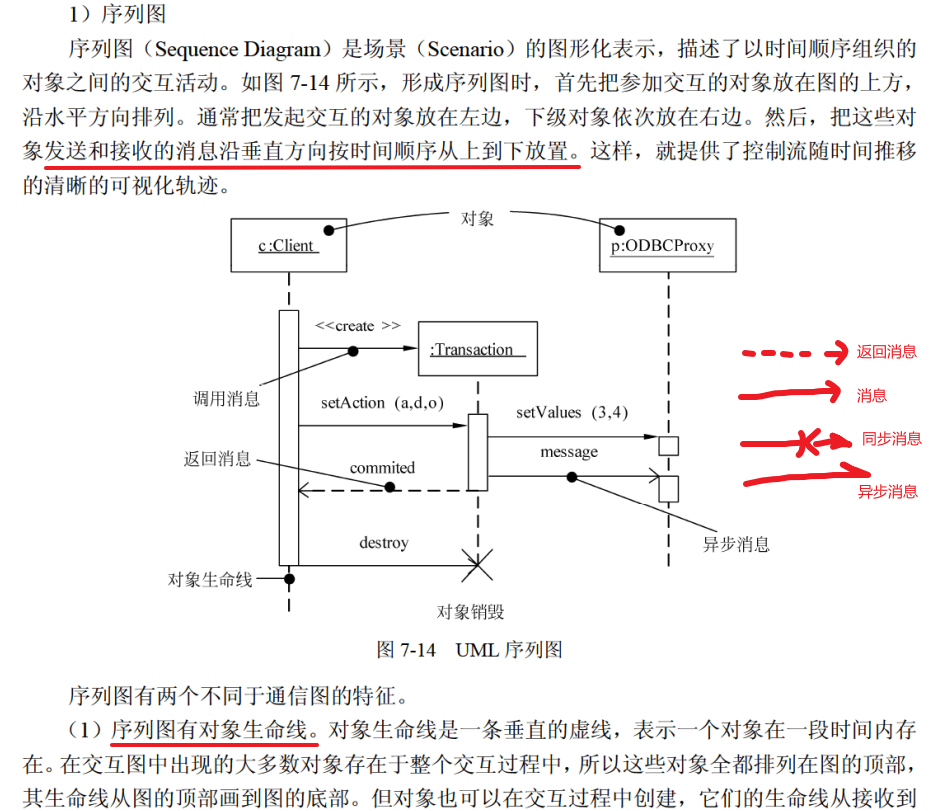 1）序列图
序列图（Sequence Diagram）是场景（Scenario）的图形化表示，描述了以时间顺序组织的
对象之间的交互活动。如图 7-14 所示，形成序列图时，首先把参加交互的对象放在图的上方，
沿水平方向排列。通常把发起交互的对象放在左边，下级对象依次放在右边。然后，把这些对
象发送和接收的消息沿垂直方向按时间顺序从上到下放置。这样，就提供了控制流随时间推移
的清晰的可视化轨迹。
对象
c:Client
p:ODBCProxy
<<create >>
:Transaction
返回消息
调用消息
setAction (a,d,o)
消息
setValues (3,4)
同步消息
返回消息
commited
message
异步消息
destroy
异步消息
对象生命线
对象销毁
图 7-14 UML 序列图
序列图有两个不同于通信图的特征。
（1）序列图有对象生命线。对象生命线是一条垂直的虚线，表示一个对象在一段时间内存
在。在交互图中出现的大多数对象存在于整个交互过程中，所以这些对象全都排列在图的顶部，
其生命线从图的顶部画到图的底部。但对象也可以在交互过程中创建，它们的生命线从接收到